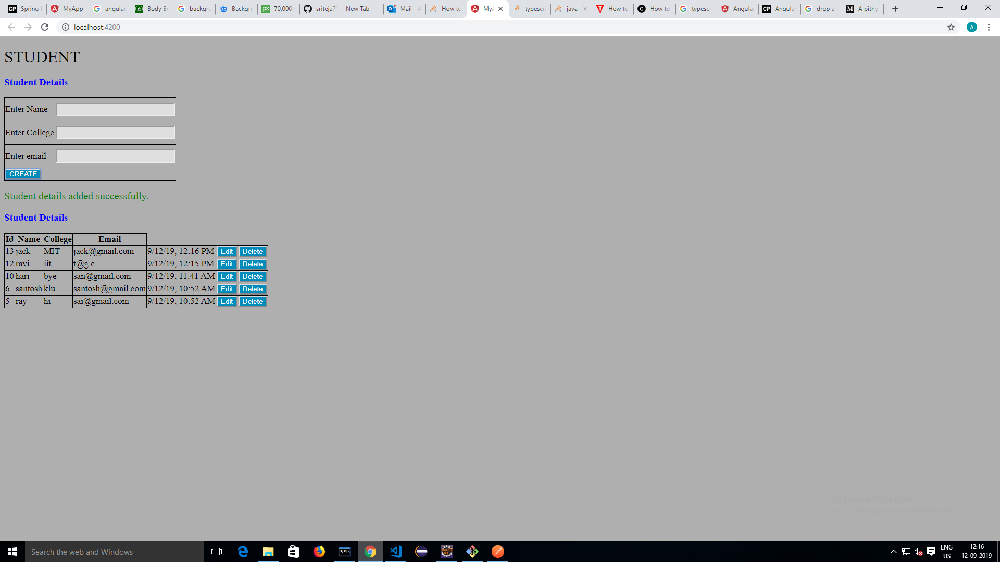 Spring
MyApp
angular
Body B
backgro
Backgro
70,000+
sriteja7
New Tab
Mail - A
How to
MyA
typescri
java - W
How to
How to
typescri
Angular
Angular
drop a
A pithy
localhost:4200
A
STUDENT
Student Details
Enter Name
Enter College
Enter email
CREATE
Student details added successfully.
Student Details
Id Name College Email
13 jack MIT jack@gmail.com 9/12/19, 12:16 PM Edit Delete
12 ravi iit t@g.c 9/12/19, 12:15 PM Edit Delete
10 hari bye san@gmail.com 9/12/19, 11:41 AM Edit Delete
6 santosh klu santosh@gmail.com 9/12/19, 10:52 AM Edit Delete
5 ray hi sai@gmail.com 9/12/19, 10:52 AM Edit Delete
Activate Windows
Go to Settings to activate Windows.
Search the web and Windows
ENG
US
12:16
12-09-2019